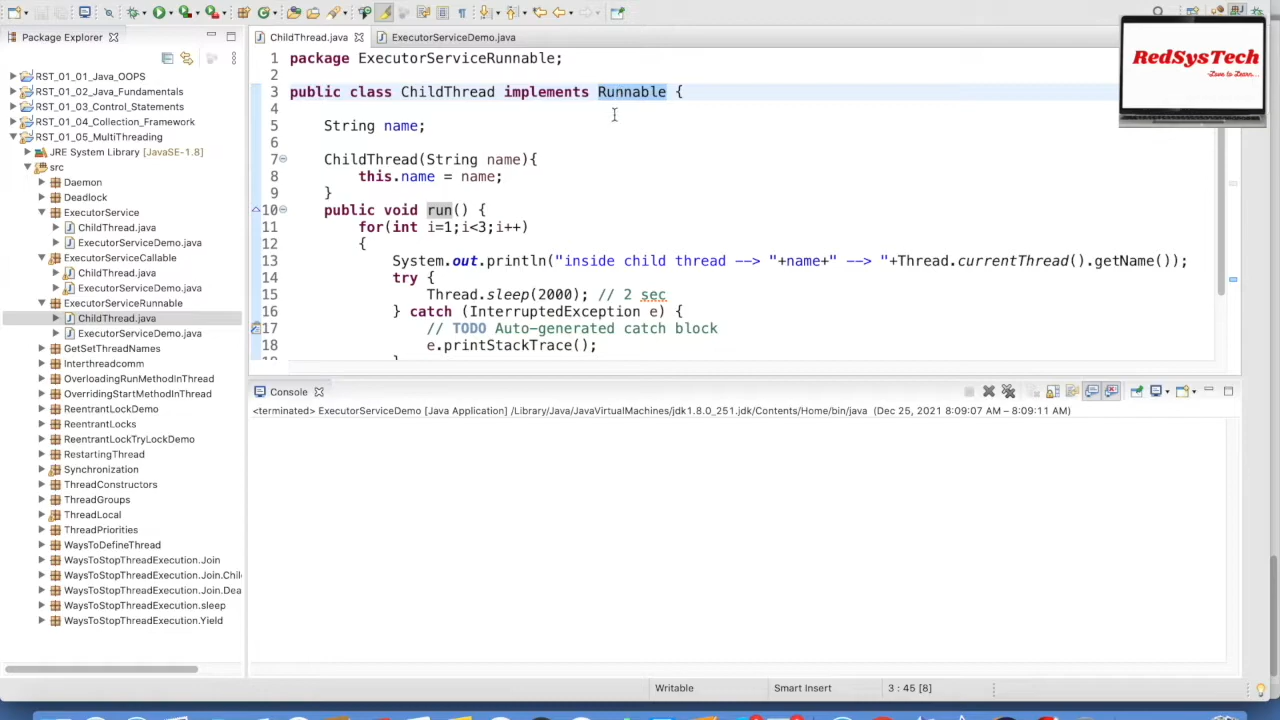 Package Explorer
RST_01_01_Java_OOPS
RST_01_02_Java_Fundamentals
RST_01_03_Control_Statements
RST_01_04_Collection_Framework
RST_01_05_MultiThreading
JRE System Library [JavaSE-1.8]
src
Daemon
Deadlock
ExecutorService
ChildThread.java
ExecutorServiceDemo.java
ExecutorServiceCallable
ChildThread.java
ExecutorServiceDemo.java
ExecutorServiceRunnable
ChildThread.java
ExecutorServiceDemo.java
GetSetThreadNames
Interthreadcomm
OverloadingRunMethodInThread
OverridingStartMethodInThread
ReentrantLockDemo
ReentrantLocks
ReentrantLockTryLockDemo
RestartingThread
Synchronization
ThreadConstructors
ThreadGroups
ThreadLocal
ThreadPriorities
WaysToDefineThread
WaysToStopThreadExecution.Join
WaysToStopThreadExecution.Join.Chil
WaysToStopThreadExecution.Join.Dea
WaysToStopThreadExecution.sleep
WaysToStopThreadExecution.Yield
ChildThread.java ExecutorServiceDemo.java
1 package ExecutorServiceRunnable;
2
3 public class ChildThread implements Runnable {
4
5 String name;
6
7 ChildThread(String name){
8 this.name = name;
9 }
10 public void run() {
11 for(int i=1;i<3;i++)
12 {
13 System.out.println("inside child thread --> "+name+" --> "+Thread.currentThread().getName());
14 try {
15 Thread.sleep(2000); // 2 sec
16 } catch (InterruptedException e) {
17 // TODO Auto-generated catch block
18 e.printStackTrace();
RedSysTech
Love to Learn...
Console
<terminated> ExecutorServiceDemo [Java Application] /Library/Java/JavaVirtualMachines/jdk1.8.0_251.jdk/Contents/Home/bin/java (Dec 25, 2021 8:09:07 AM – 8:09:11 AM)
Writable Smart Insert 3 : 45 [8]